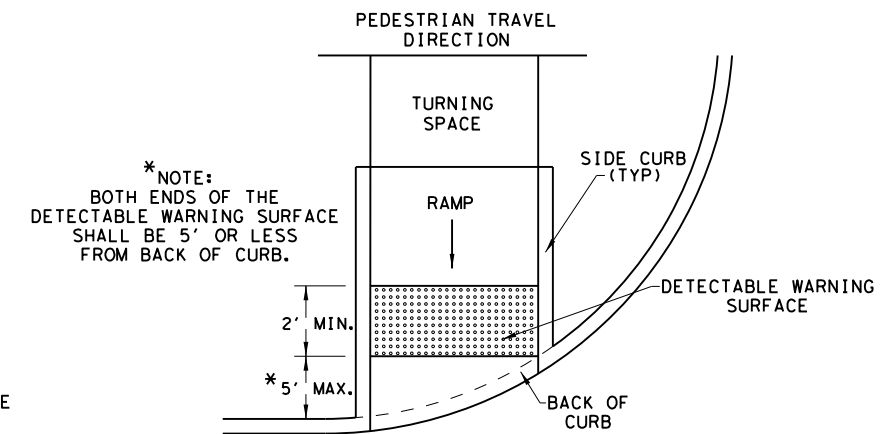 PEDESTRIAN TRAVEL
DIRECTION
TURNING
SPACE
SIDE CURB
(TYP)
*NOTE:
BOTH ENDS OF THE
DETECTABLE WARNING SURFACE
SHALL BE 5' OR LESS
FROM BACK OF CURB.
RAMP
DETECTABLE WARNING
SURFACE
2' MIN.
*5' MAX.
E
BACK OF
CURB